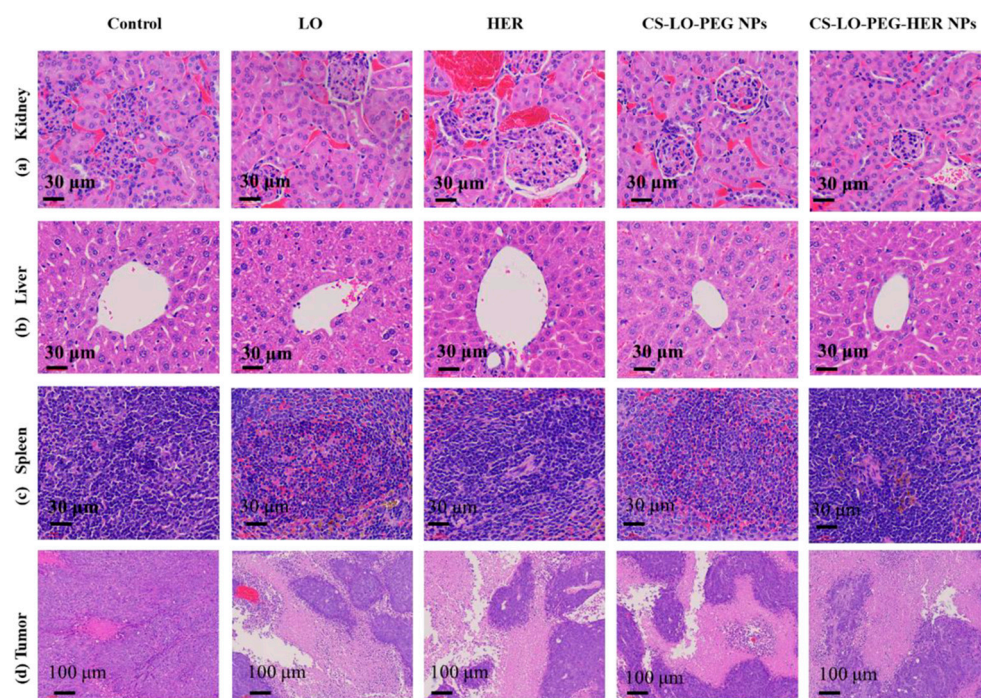 Control LO HER CS-LO-PEG NPs CS-LO-PEG-HER NPs
(a) Kidney
30 µm 30 µm 30 µm 30 µm 30 µm
(b) Liver
30 µm 30 µm 30 µm 30 µm 30 µm
(c) Spleen
30 µm 30 µm 30 µm 30 µm 30 µm
(d) Tumor
100 µm 100 µm 100 µm 100 µm 100 µm